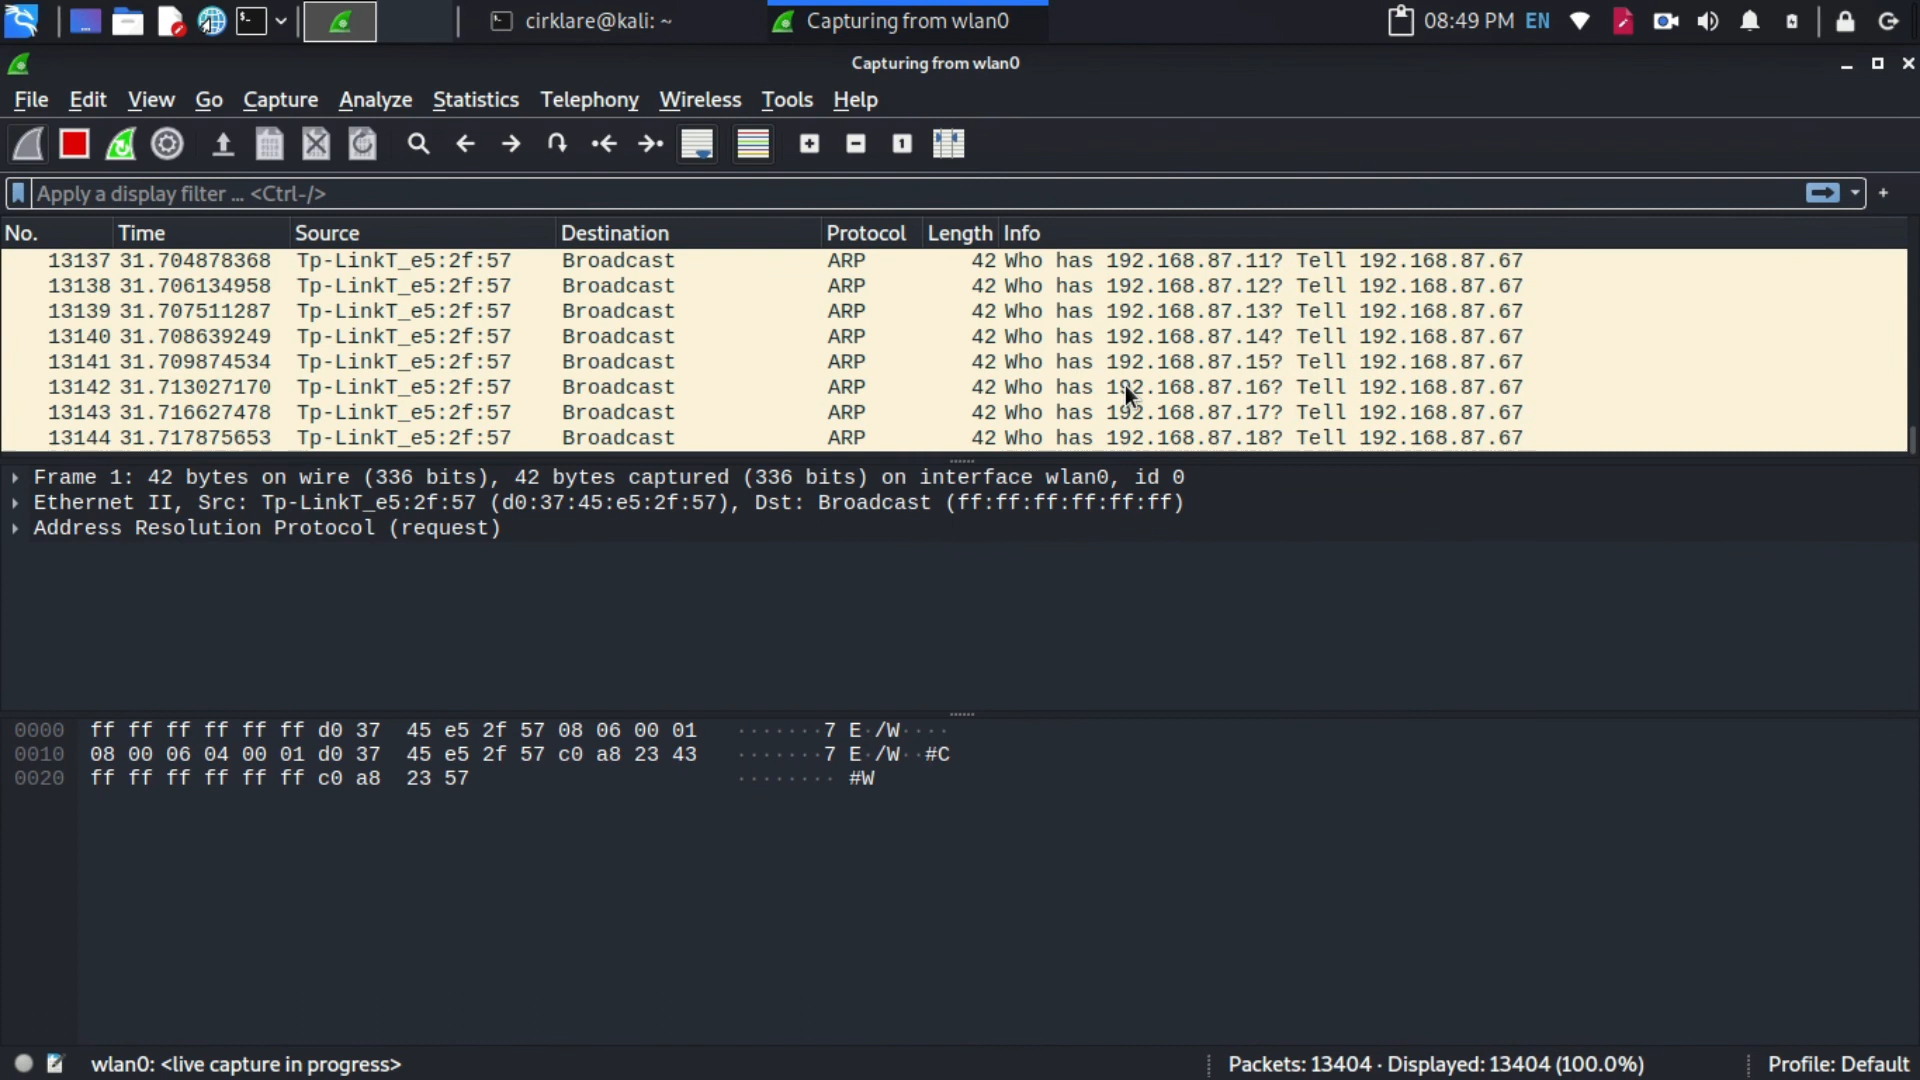 cirklare@kali: ~
Capturing from wlan0
08:49 PM EN
Capturing from wlan0
File Edit View Go Capture Analyze Statistics Telephony Wireless Tools Help
Apply a display filter ... <Ctrl-/>
No. Time Source Destination Protocol Length Info
13137 31.704878368 Tp-LinkT_e5:2f:57 Broadcast ARP 42 Who has 192.168.87.11? Tell 192.168.87.67
13138 31.706134958 Tp-LinkT_e5:2f:57 Broadcast ARP 42 Who has 192.168.87.12? Tell 192.168.87.67
13139 31.707511287 Tp-LinkT_e5:2f:57 Broadcast ARP 42 Who has 192.168.87.13? Tell 192.168.87.67
13140 31.708639249 Tp-LinkT_e5:2f:57 Broadcast ARP 42 Who has 192.168.87.14? Tell 192.168.87.67
13141 31.709874534 Tp-LinkT_e5:2f:57 Broadcast ARP 42 Who has 192.168.87.15? Tell 192.168.87.67
13142 31.713027170 Tp-LinkT_e5:2f:57 Broadcast ARP 42 Who has 192.168.87.16? Tell 192.168.87.67
13143 31.716627478 Tp-LinkT_e5:2f:57 Broadcast ARP 42 Who has 192.168.87.17? Tell 192.168.87.67
13144 31.717875653 Tp-LinkT_e5:2f:57 Broadcast ARP 42 Who has 192.168.87.18? Tell 192.168.87.67
Frame 1: 42 bytes on wire (336 bits), 42 bytes captured (336 bits) on interface wlan0, id 0
Ethernet II, Src: Tp-LinkT_e5:2f:57 (d0:37:45:e5:2f:57), Dst: Broadcast (ff:ff:ff:ff:ff:ff)
Address Resolution Protocol (request)
0000 ff ff ff ff ff ff d0 37 45 e5 2f 57 08 06 00 01 ·······7 E·/W····
0010 08 00 06 04 00 01 d0 37 45 e5 2f 57 c0 a8 23 43 ·······7 E·/W··#C
0020 ff ff ff ff ff ff c0 a8 23 57 ········ #W
wlan0: <live capture in progress>
Packets: 13404 · Displayed: 13404 (100.0%)
Profile: Default